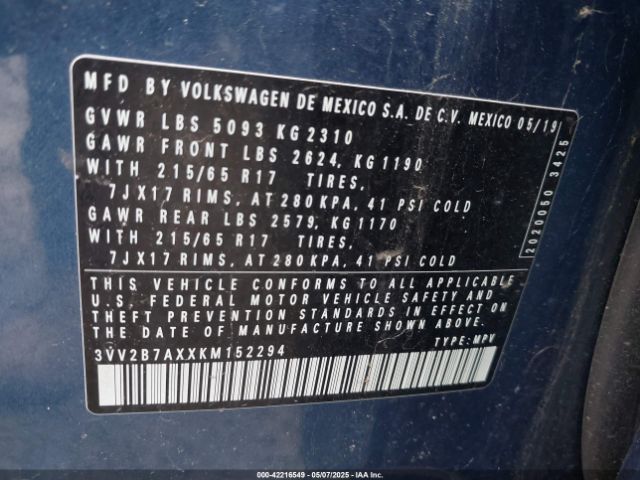 MFD BY VOLKSWAGEN DE MEXICO S.A. DE C.V. MEXICO 05/19
GVWR LBS 5093 KG 2310
GAWR FRONT LBS 2624, KG 1190
WITH 215/65 R17 TIRES,
7JX17 RIMS, AT 280 KPA, 41 PSI COLD
GAWR REAR LBS 2579, KG 1170
WITH 215/65 R17 TIRES,
7JX17 RIMS, AT 280 KPA, 41 PSI COLD
2020050 3425
THIS VEHICLE CONFORMS TO ALL APPLICABLE
U.S. FEDERAL MOTOR VEHICLE SAFETY AND
THEFT PREVENTION STANDARDS IN EFFECT ON
THE DATE OF MANUFACTURE SHOWN ABOVE.
3VV2B7AXXKM152294 TYPE: MPV
000-42216549 - 05/07/2025 - IAA Inc.